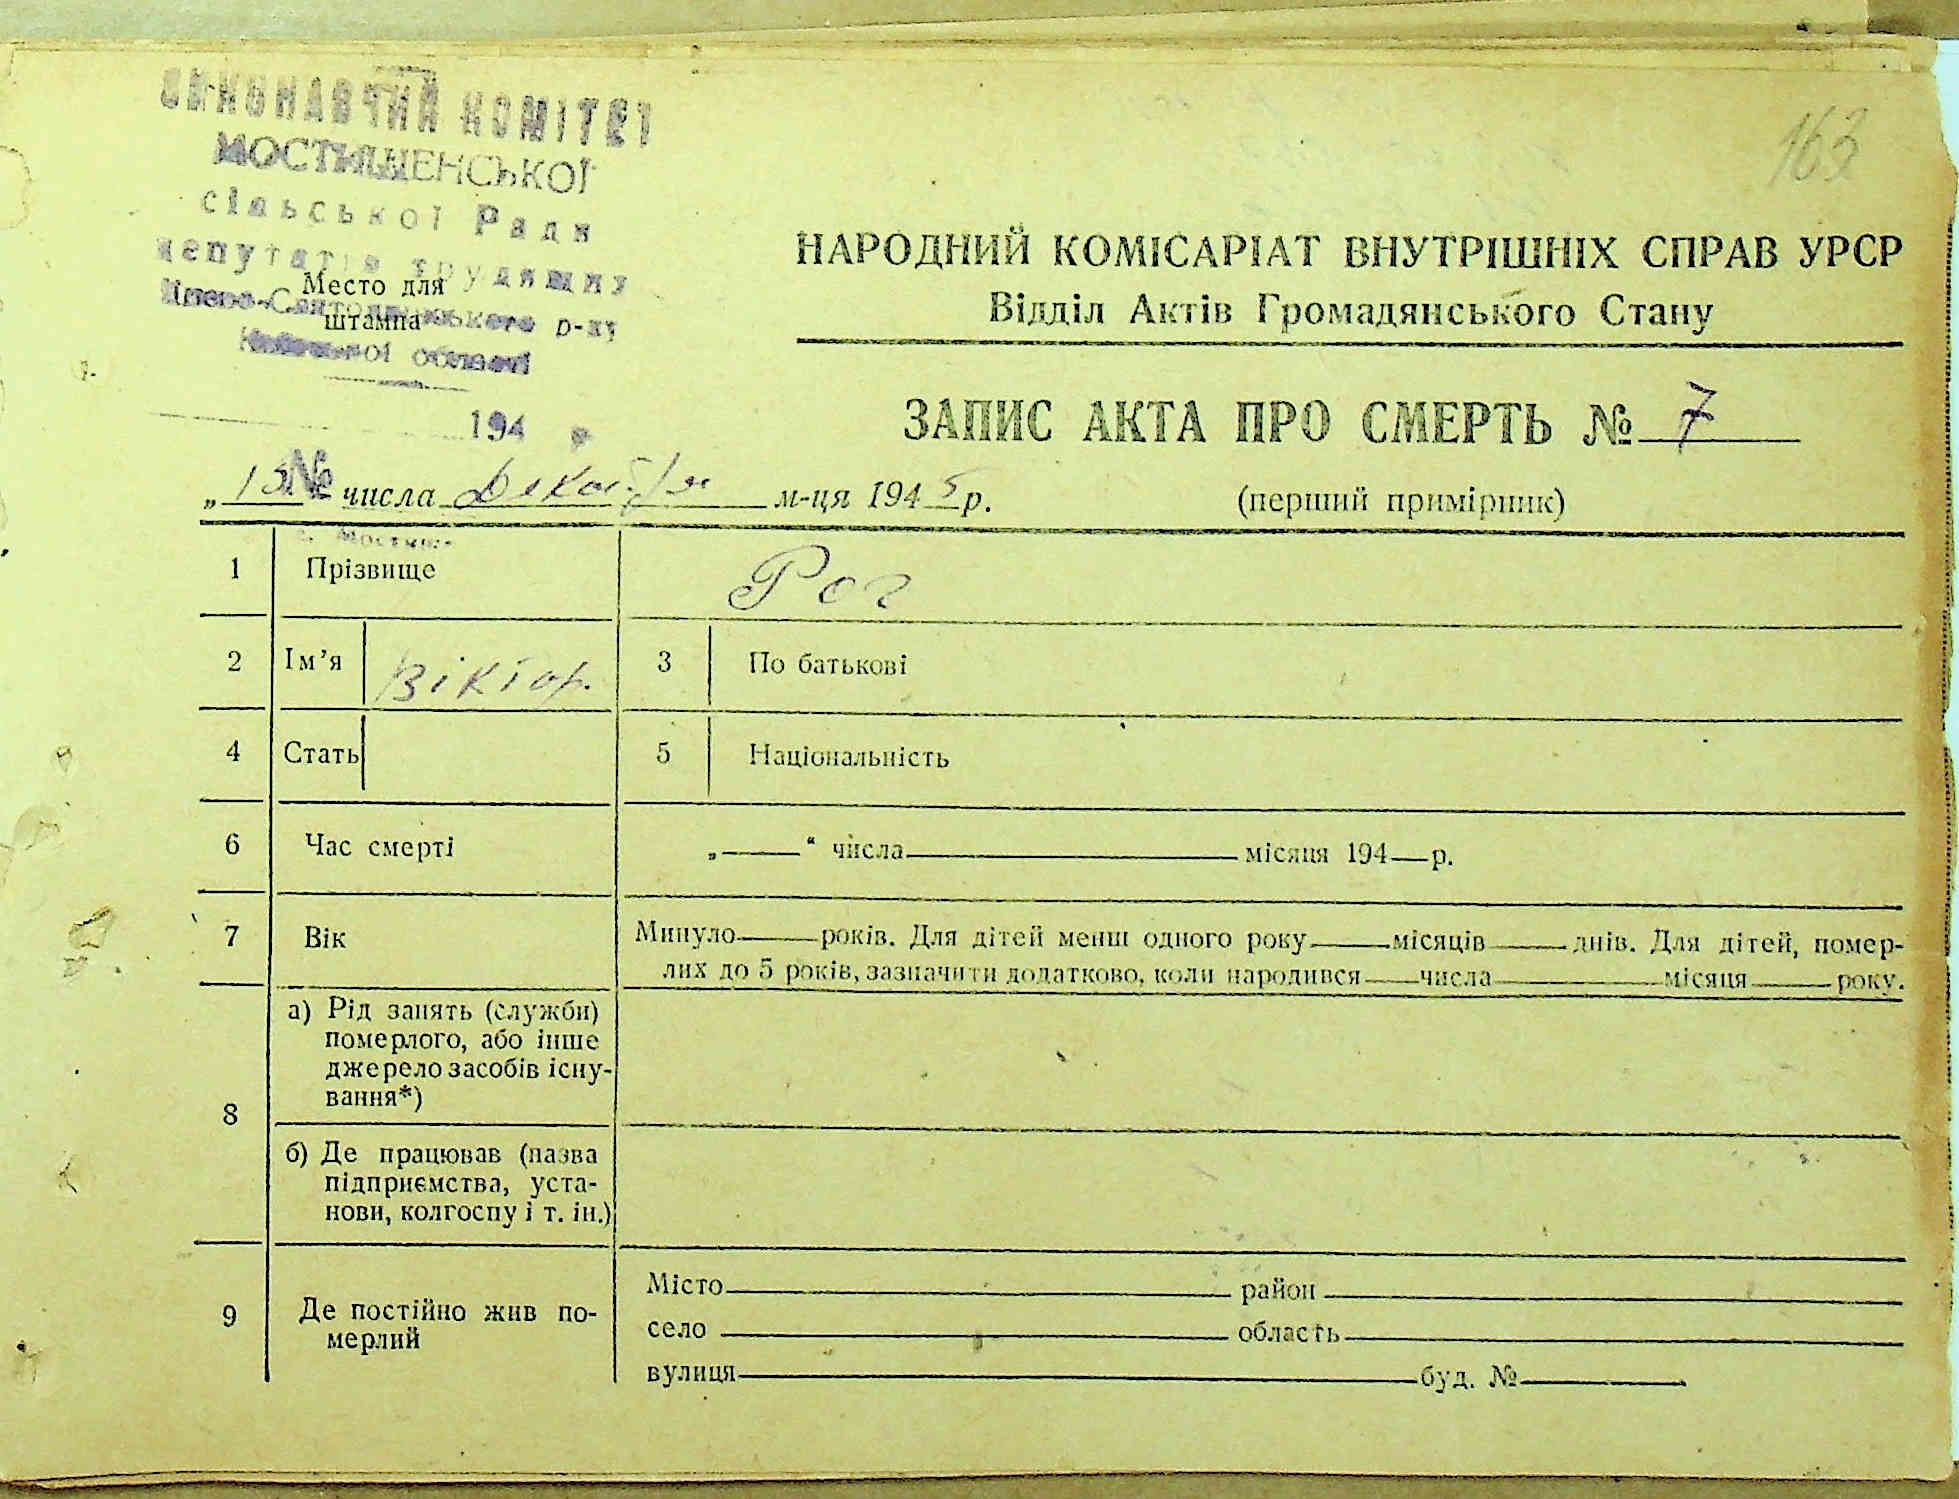 163
ВИКОНАВЧИЙ КОМІТЕТ
МОСТИЩЕНСЬКОЇ
сільської Ради
депутатів трудящих
Києво-Святошинського р-ну
Київської області
Место для
штампа
194 р
№
НАРОДНИЙ КОМІСАРІАТ ВНУТРІШНІХ СПРАВ УРСР
Відділ Актів Громадянського Стану
ЗАПИС АКТА ПРО СМЕРТЬ № 7
„15“ числа Декабря м-ця 1945 р.
(перший примірник)
1 Прізвище Рог
2 Ім’я Віктор. 3 По батькові
4 Стать 5 Національність
6 Час смерті „ “ числа місяця 194 р.
7 Вік Минуло років. Для дітей менш одного року місяців днів. Для дітей, помер-
лих до 5 років, зазначити додатково, коли народився числа місяця року.
8 а) Рід занять (служби)
померлого, або інше
джерело засобів існу-
вання*)
б) Де працював (назва
підприємства, уста-
нови, колгоспу і т. ін.)
9 Де постійно жив по-
мерлий
Місто район
село область
вулиця буд. №